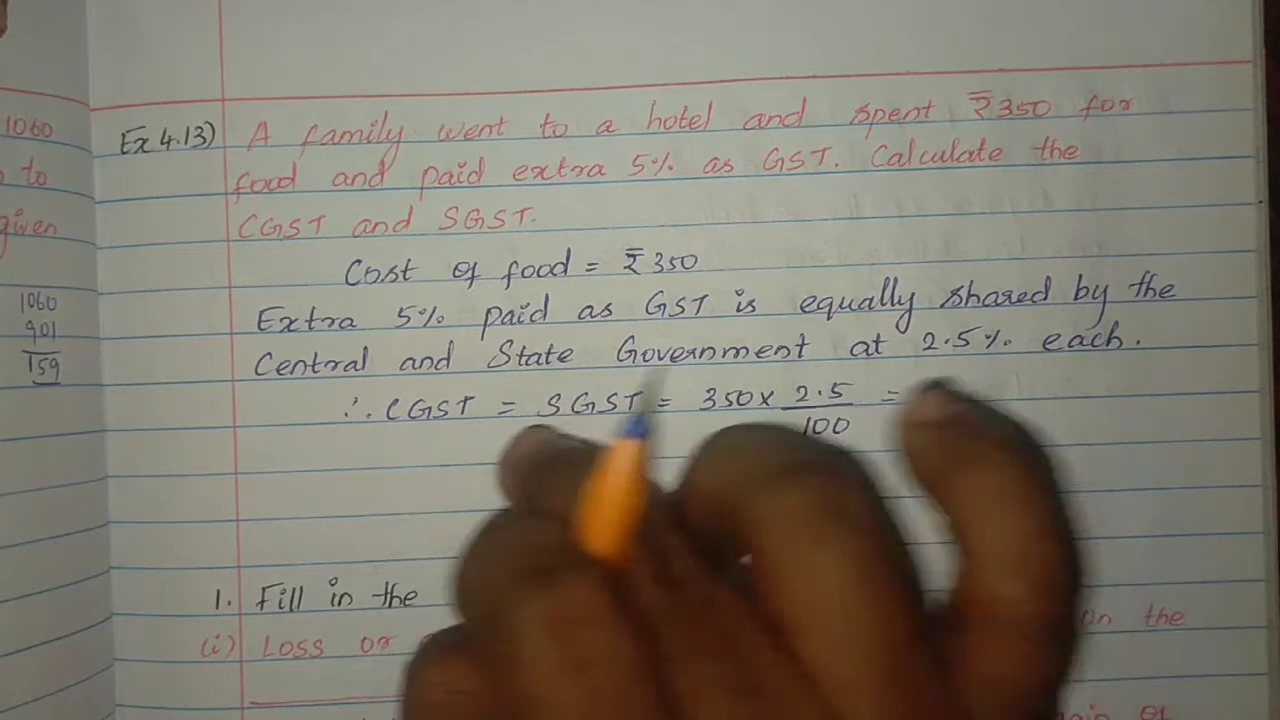 1060
to
given
1060
901
159
Ex 4.13) A family went to a hotel and spent ₹350 for
food and paid extra 5% as GST. Calculate the
CGST and SGST.
Cost of food = ₹350
Extra 5% paid as GST is equally shared by the
Central and State Government at 2.5% each.
∴ CGST = SGST = 350 × 2.5 =
100
1. Fill in the
(i) Loss or on the
of